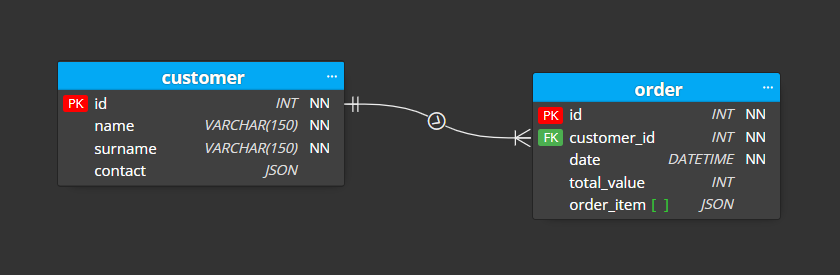 customer ...
PK id INT NN
name VARCHAR(150) NN
surname VARCHAR(150) NN
contact JSON
order ...
PK id INT NN
FK customer_id INT NN
date DATETIME NN
total_value INT
order_item [ ] JSON